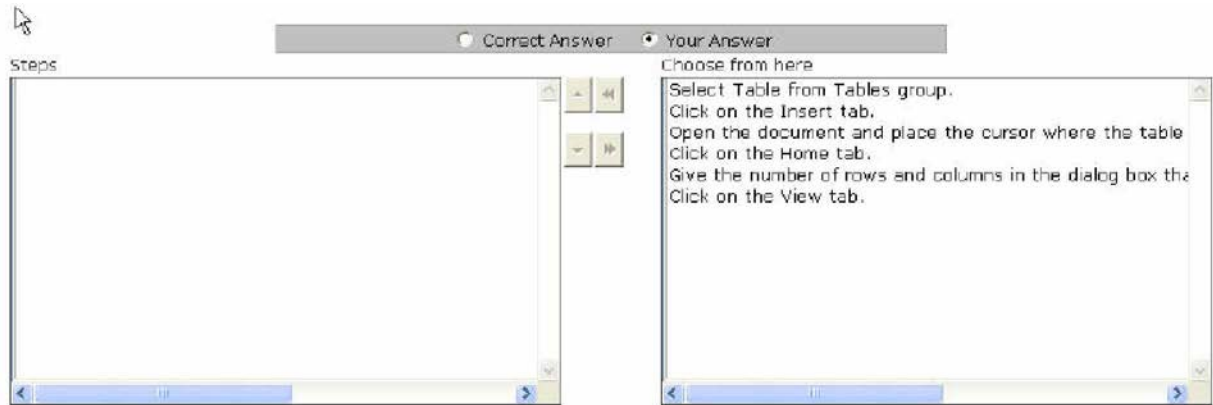 Correct Answer Your Answer
Steps
Choose from here
Select Table from Tables group.
Click on the Insert tab.
Open the document and place the cursor where the table
Click on the Home tab.
Give the number of rows and columns in the dialog box tha
Click on the View tab.